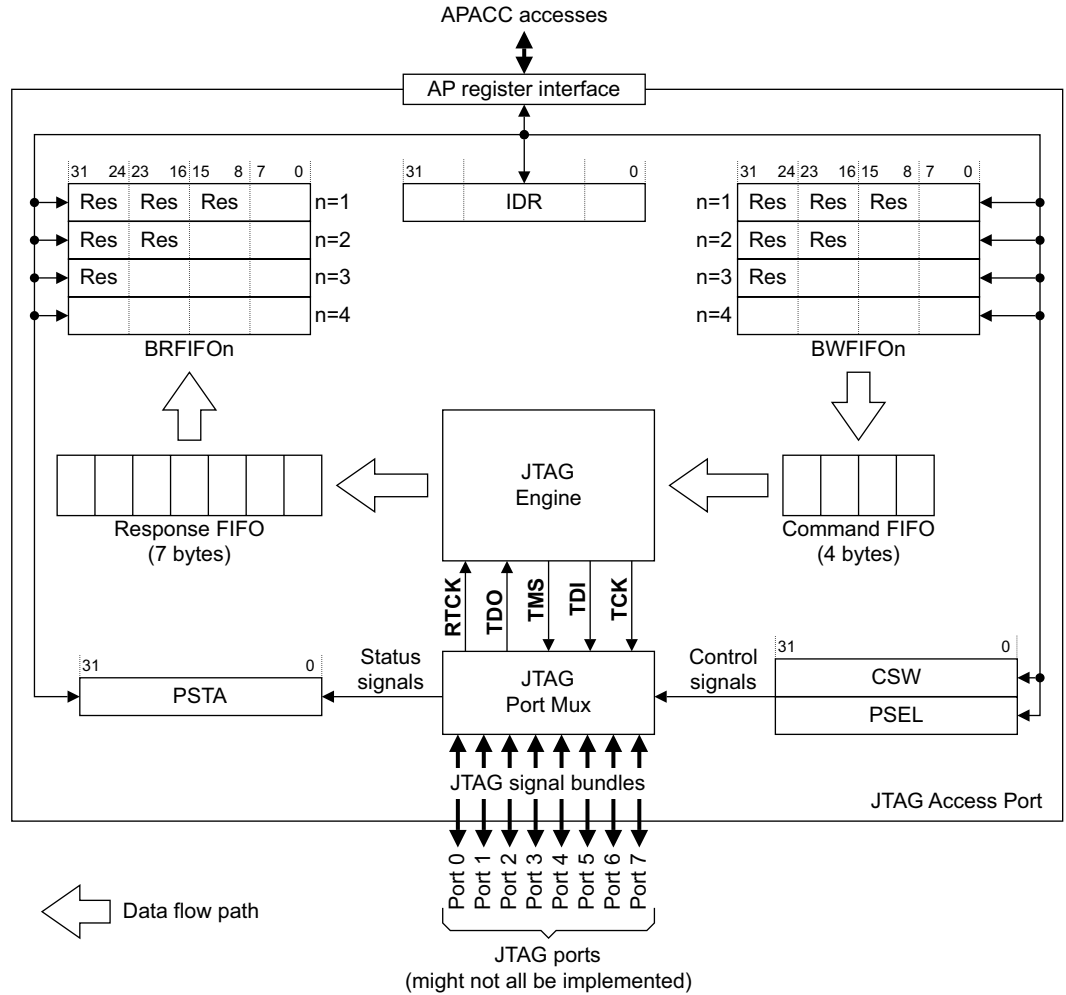 APACC accesses
AP register interface
31 24 23 16 15 8 7 0
Res Res Res n=1
Res Res n=2
Res n=3
n=4
BRFIFOn
31 0
IDR
31 24 23 16 15 8 7 0
n=1 Res Res Res
n=2 Res Res
n=3 Res
n=4
BWFIFOn
JTAG
Engine
Response FIFO
(7 bytes)
Command FIFO
(4 bytes)
RTCK
TDO
TMS
TDI
TCK
31 0
PSTA
Status
signals
JTAG
Port Mux
Control
signals
31 0
CSW
PSEL
JTAG signal bundles
JTAG Access Port
Port 0
Port 1
Port 2
Port 3
Port 4
Port 5
Port 6
Port 7
Data flow path
JTAG ports
(might not all be implemented)